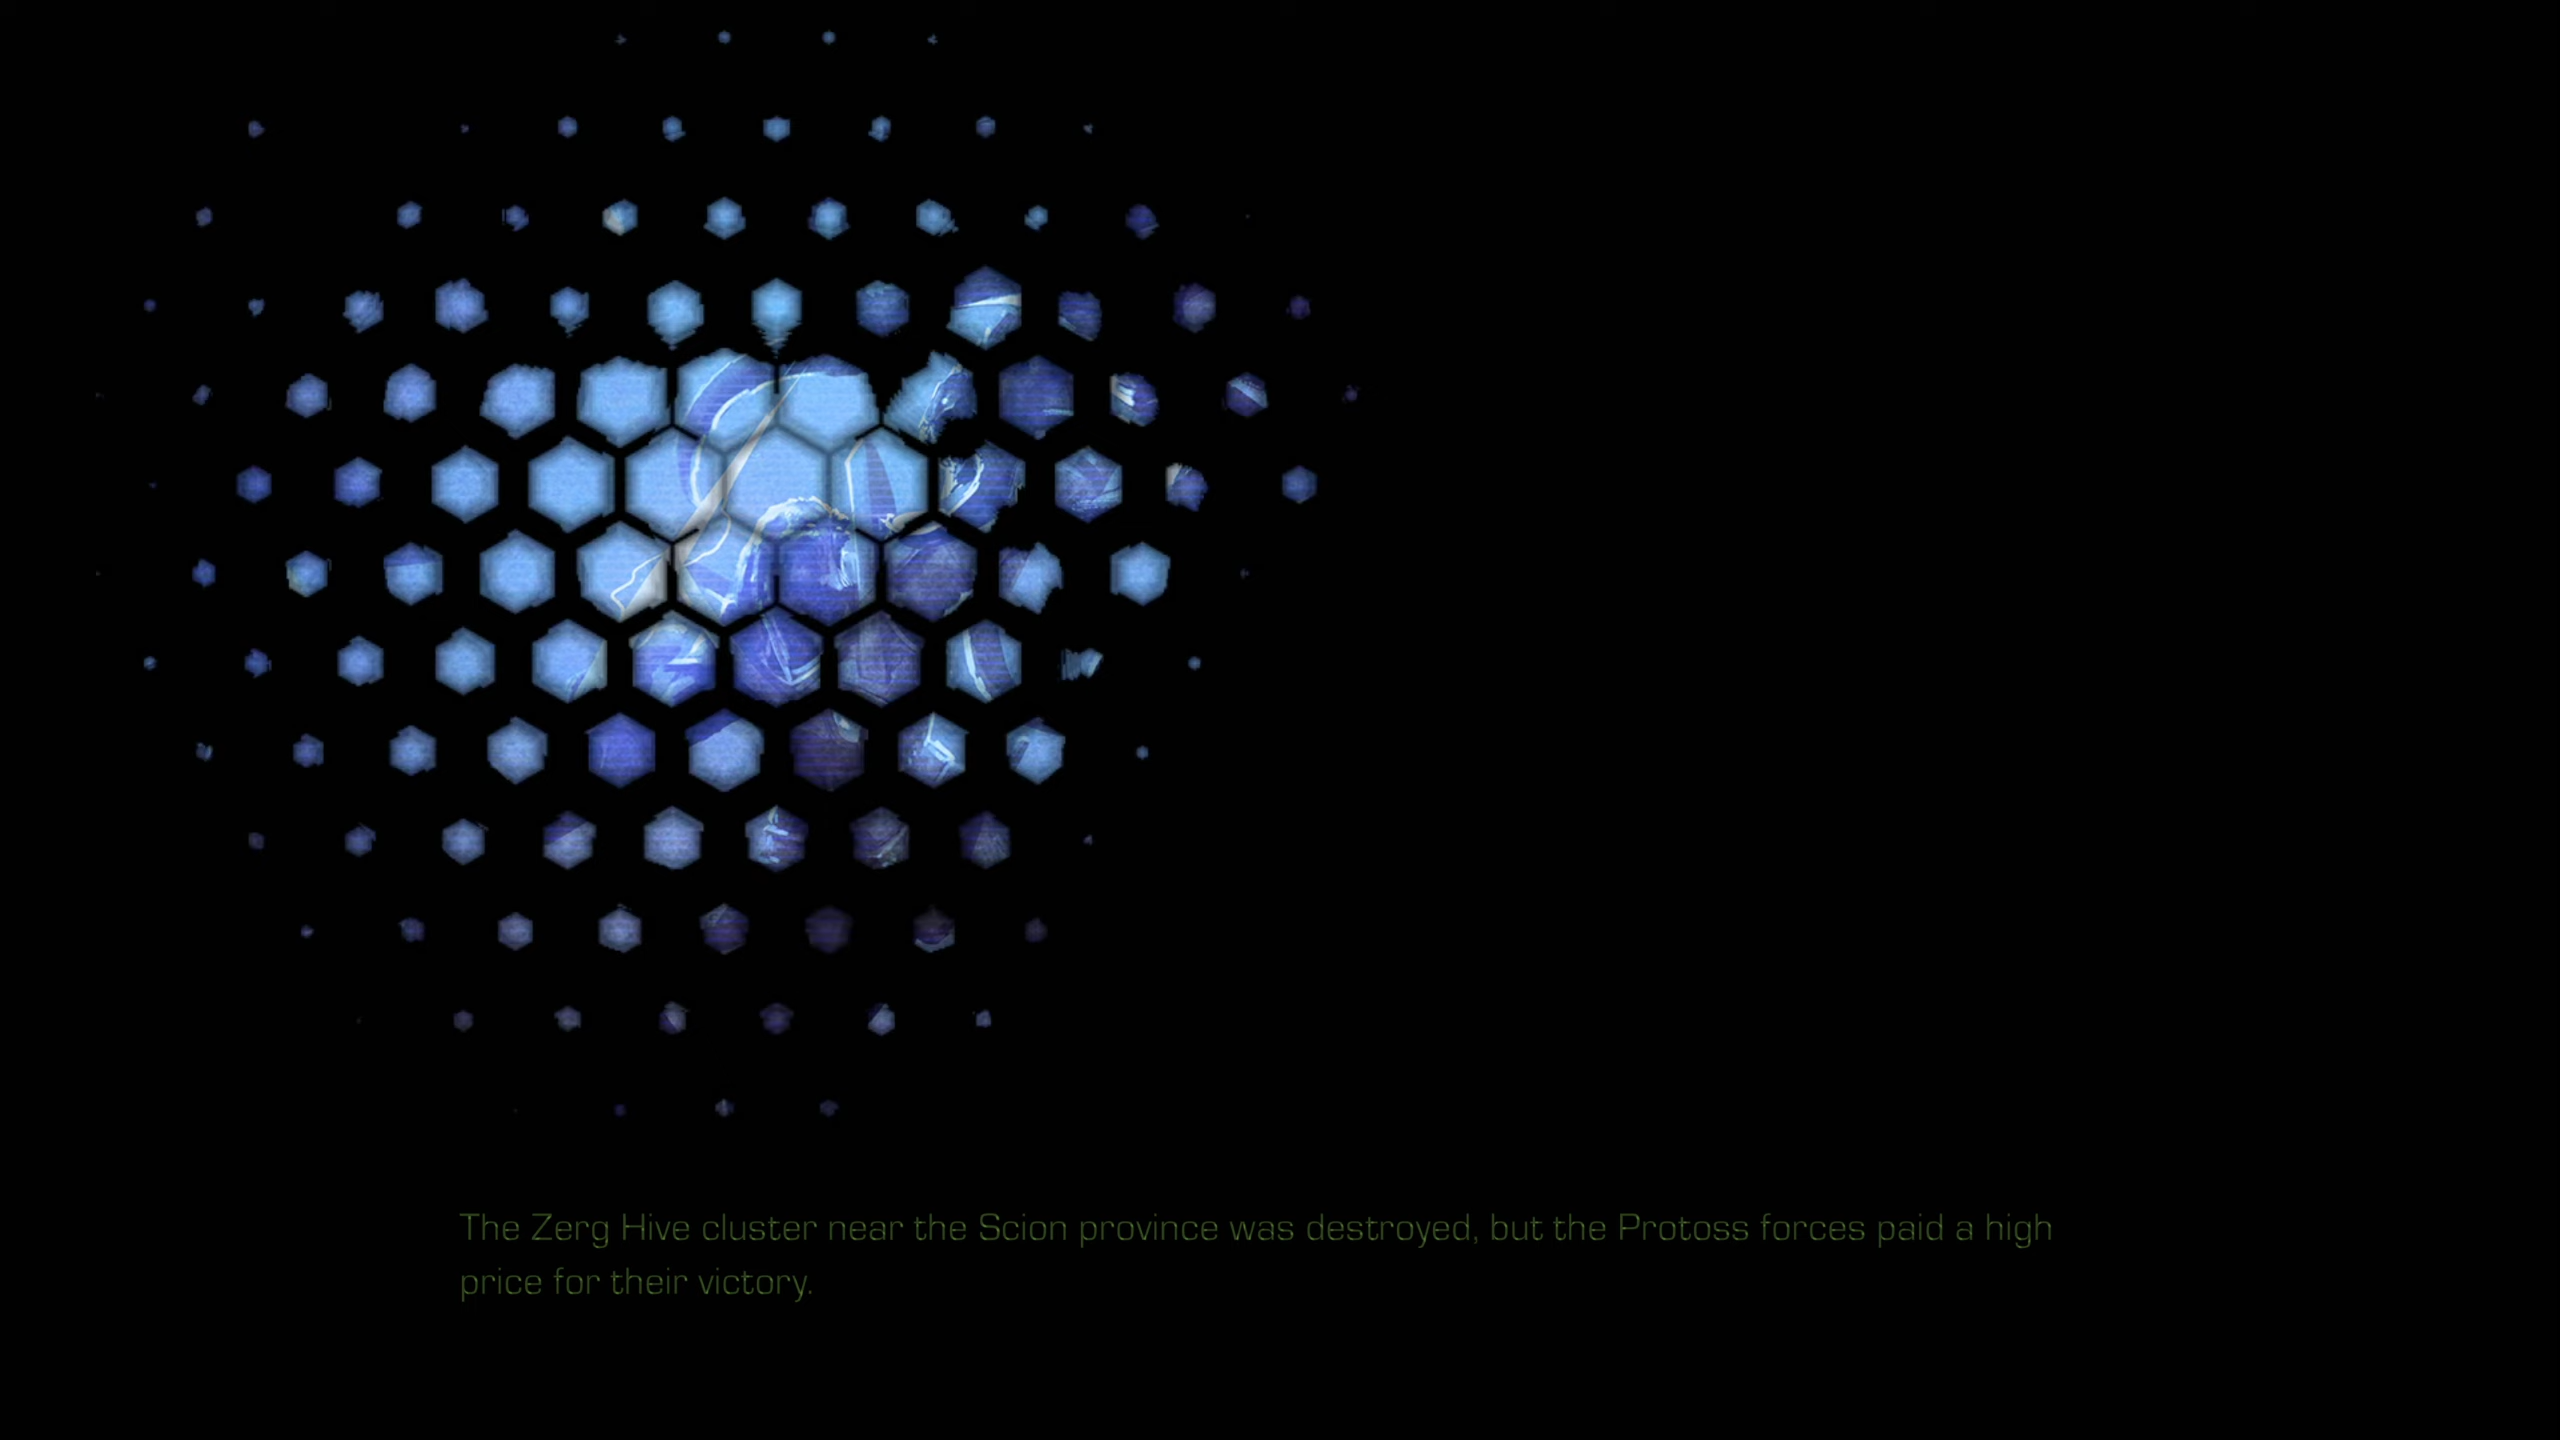 The Zerg Hive cluster near the Scion province was destroyed, but the Protoss forces paid a high
price for their victory.